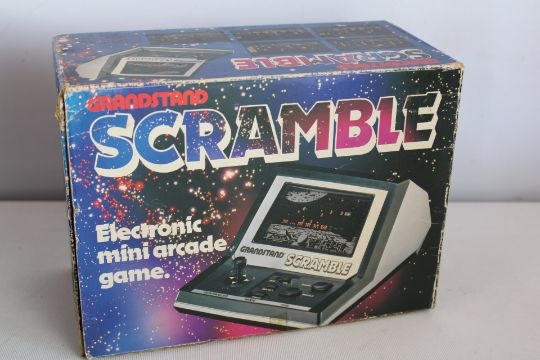 SCRAMBLE
GRANDSTAND
SCRAMBLE
Electronic
mini arcade
game.
GRANDSTAND
SCRAMBLE